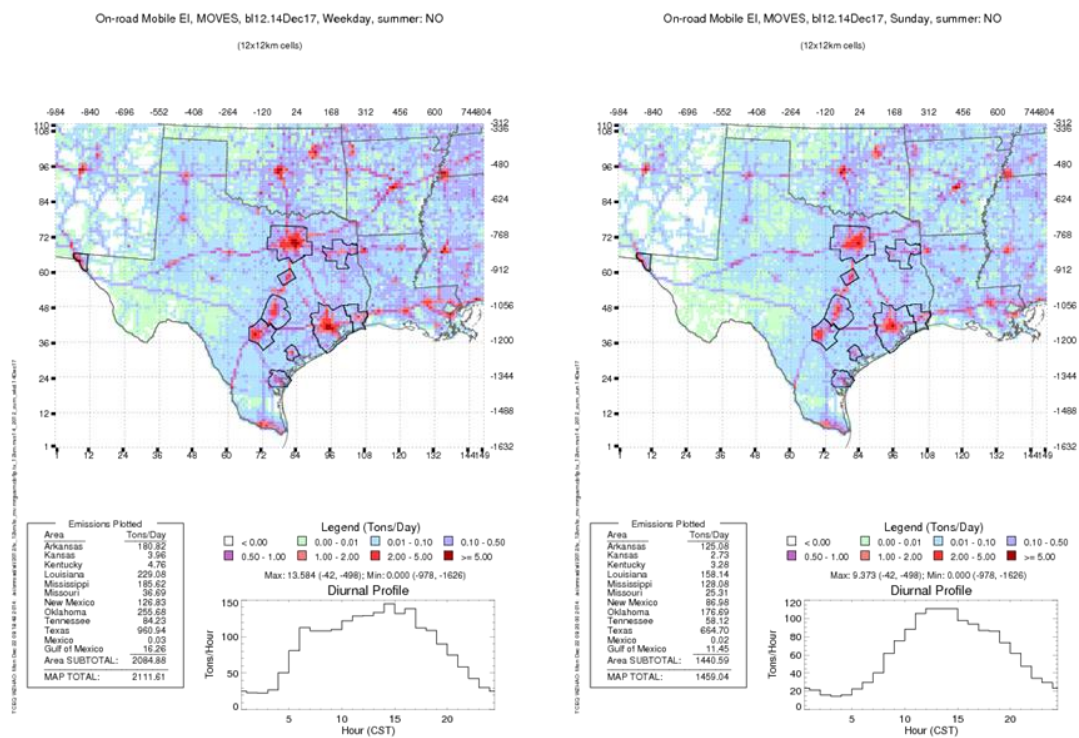 On-road Mobile EI, MOVES, bl12.14Dec17, Weekday, summer: NO
(12x12km cells)
-984 -840 -696 -552 -408 -264 -120 24 168 312 456 600 744804
110 -312
108 -336
96 -480
84 -624
72 -768
60 -912
48 -1056
36 -1200
24 -1344
12 -1488
1 -1632
1 12 24 36 48 60 72 84 96 108 120 132 144149
Emissions Plotted
Area Tons/Day
Arkansas 180.82
Kansas 3.96
Kentucky 4.76
Louisiana 229.08
Mississippi 185.62
Missouri 36.69
New Mexico 126.83
Oklahoma 255.68
Tennessee 84.23
Texas 960.94
Mexico 0.03
Gulf of Mexico 16.26
Area SUBTOTAL: 2084.88
MAP TOTAL: 2111.61
Legend (Tons/Day)
< 0.00 0.00 - 0.01 0.01 - 0.10 0.10 - 0.50
0.50 - 1.00 1.00 - 2.00 2.00 - 5.00 >= 5.00
Max: 13.584 (-42, -498); Min: 0.000 (-978, -1626)
Diurnal Profile
Tons/Hour
150
100
50
0
5 10 15 20
Hour (CST)
On-road Mobile EI, MOVES, bl12.14Dec17, Sunday, summer: NO
(12x12km cells)
-984 -840 -696 -552 -408 -264 -120 24 168 312 456 600 744804
110 -312
108 -336
96 -480
84 -624
72 -768
60 -912
48 -1056
36 -1200
24 -1344
12 -1488
1 -1632
1 12 24 36 48 60 72 84 96 108 120 132 144149
Emissions Plotted
Area Tons/Day
Arkansas 125.08
Kansas 2.73
Kentucky 3.28
Louisiana 158.14
Mississippi 128.08
Missouri 25.31
New Mexico 86.98
Oklahoma 176.69
Tennessee 58.12
Texas 664.70
Mexico 0.02
Gulf of Mexico 11.45
Area SUBTOTAL: 1440.59
MAP TOTAL: 1459.04
Legend (Tons/Day)
< 0.00 0.00 - 0.01 0.01 - 0.10 0.10 - 0.50
0.50 - 1.00 1.00 - 2.00 2.00 - 5.00 >= 5.00
Max: 9.373 (-42, -498); Min: 0.000 (-978, -1626)
Diurnal Profile
Tons/Hour
120
100
80
60
40
20
0
5 10 15 20
Hour (CST)